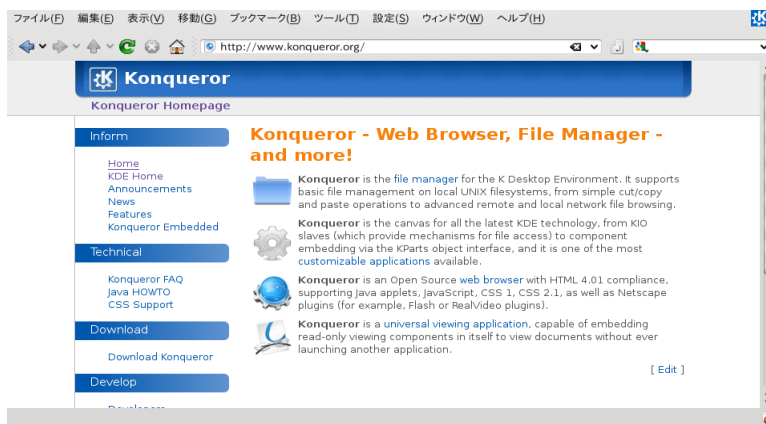 ファイル(F) 編集(E) 表示(V) 移動(G) ブックマーク(B) ツール(T) 設定(S) ウィンドウ(W) ヘルプ(H)
http://www.konqueror.org/
Konqueror
Konqueror Homepage
Inform
Home
KDE Home
Announcements
News
Features
Konqueror Embedded
Technical
Konqueror FAQ
Java HOWTO
CSS Support
Download
Download Konqueror
Develop
Konqueror - Web Browser, File Manager -
and more!
Konqueror is the file manager for the K Desktop Environment. It supports
basic file management on local UNIX filesystems, from simple cut/copy
and paste operations to advanced remote and local network file browsing.
Konqueror is the canvas for all the latest KDE technology, from KIO
slaves (which provide mechanisms for file access) to component
embedding via the KParts object interface, and it is one of the most
customizable applications available.
Konqueror is an Open Source web browser with HTML 4.01 compliance,
supporting Java applets, JavaScript, CSS 1, CSS 2.1, as well as Netscape
plugins (for example, Flash or RealVideo plugins).
Konqueror is a universal viewing application, capable of embedding
read-only viewing components in itself to view documents without ever
launching another application.
[ Edit ]